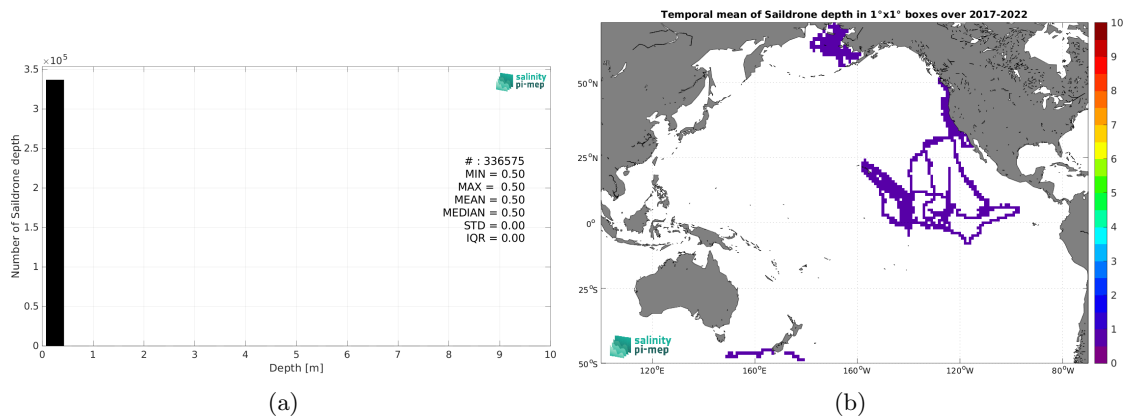 ×10⁵
3.5
3
2.5
2
1.5
1
0.5
0
Number of Saildrone depth
salinity
pi-mep
# : 336575
MIN = 0.50
MAX = 0.50
MEAN = 0.50
MEDIAN = 0.50
STD = 0.00
IQR = 0.00
0 1 2 3 4 5 6 7 8 9 10
Depth [m]
(a)
Temporal mean of Saildrone depth in 1°x1° boxes over 2017-2022
50°N
25°N
0°
25°S
50°S
salinity
pi-mep
120°E 160°E 160°W 120°W 80°W
10
9
8
7
6
5
4
3
2
1
0
(b)